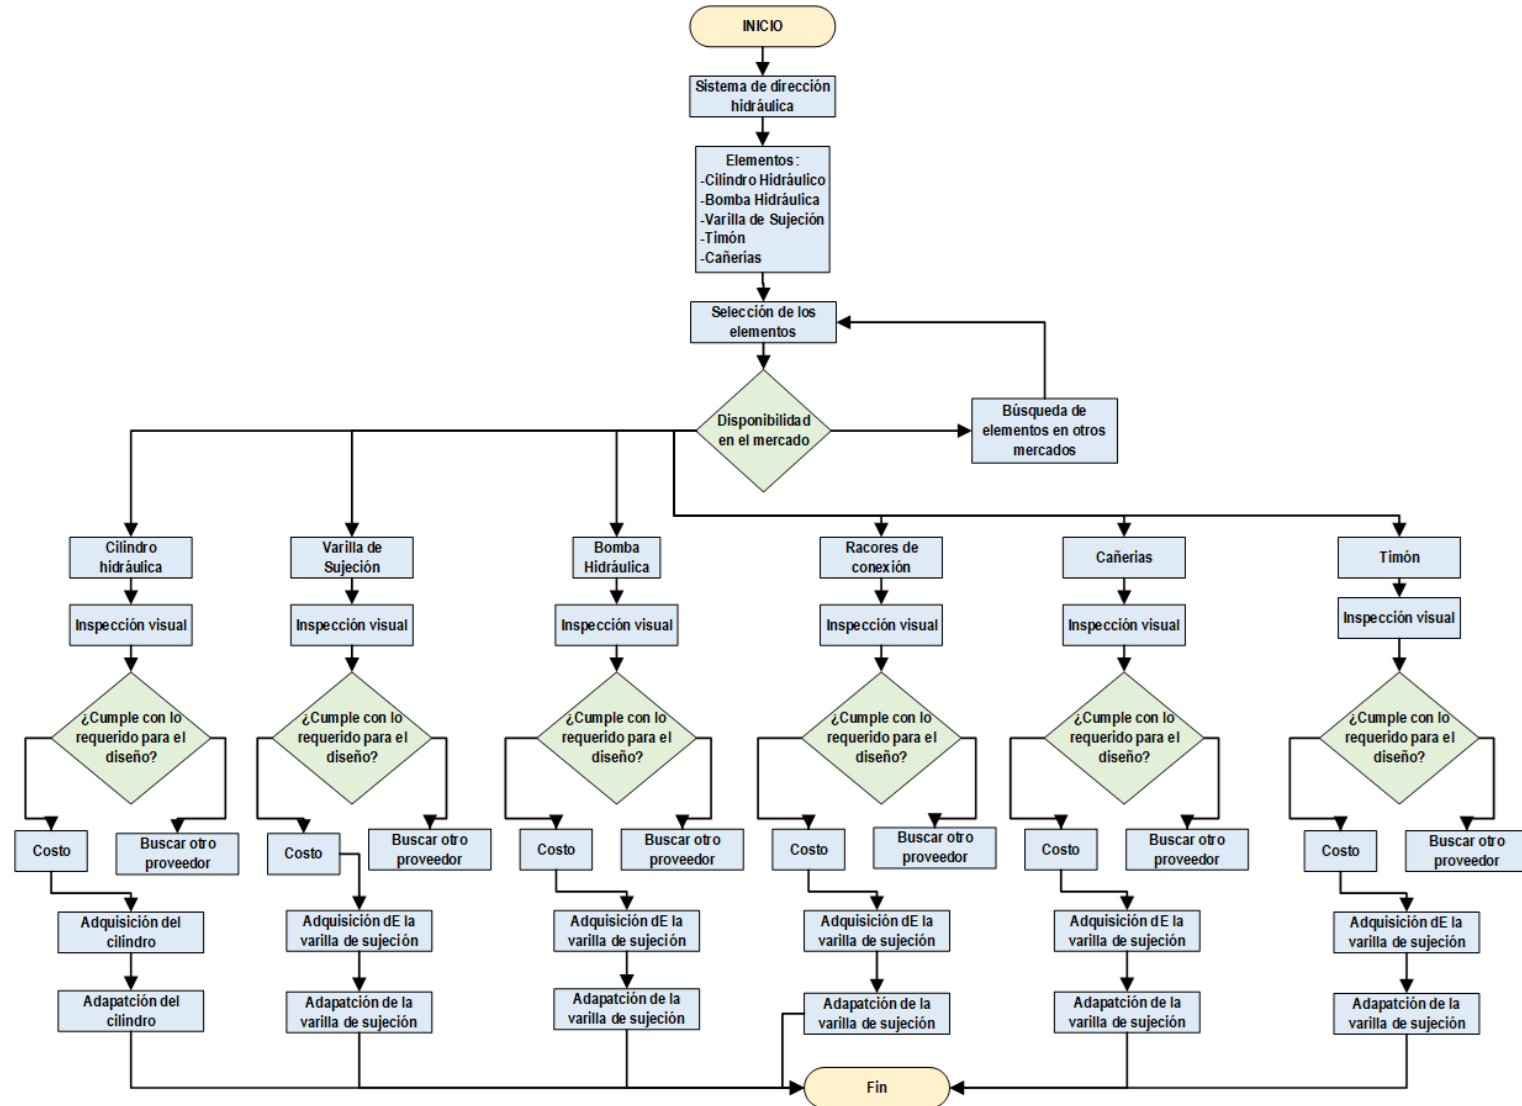 INICIO
Sistema de dirección
hidráulica
Elementos:
-Cilindro Hidráulico
-Bomba Hidráulica
-Varilla de Sujeción
-Timón
-Cañerías
Selección de los
elementos
Disponibilidad
en el mercado
Búsqueda de
elementos en otros
mercados
Cilindro
hidráulica
Varilla de
Sujeción
Bomba
Hidráulica
Racores de
conexión
Cañerias
Timón
Inspección visual
Inspección visual
Inspección visual
Inspección visual
Inspección visual
Inspección visual
¿Cumple con lo
requerido para el
diseño?
¿Cumple con lo
requerido para el
diseño?
¿Cumple con lo
requerido para el
diseño?
¿Cumple con lo
requerido para el
diseño?
¿Cumple con lo
requerido para el
diseño?
¿Cumple con lo
requerido para el
diseño?
Costo
Buscar otro
proveedor
Costo
Buscar otro
proveedor
Costo
Buscar otro
proveedor
Costo
Buscar otro
proveedor
Costo
Buscar otro
proveedor
Costo
Buscar otro
proveedor
Adquisición del
cilindro
Adquisición dE la
varilla de sujeción
Adquisición dE la
varilla de sujeción
Adquisición dE la
varilla de sujeción
Adquisición dE la
varilla de sujeción
Adquisición dE la
varilla de sujeción
Adapatción del
cilindro
Adapatción de la
varilla de sujeción
Adapatción de la
varilla de sujeción
Adapatción de la
varilla de sujeción
Adapatción de la
varilla de sujeción
Adapatción de la
varilla de sujeción
Fin